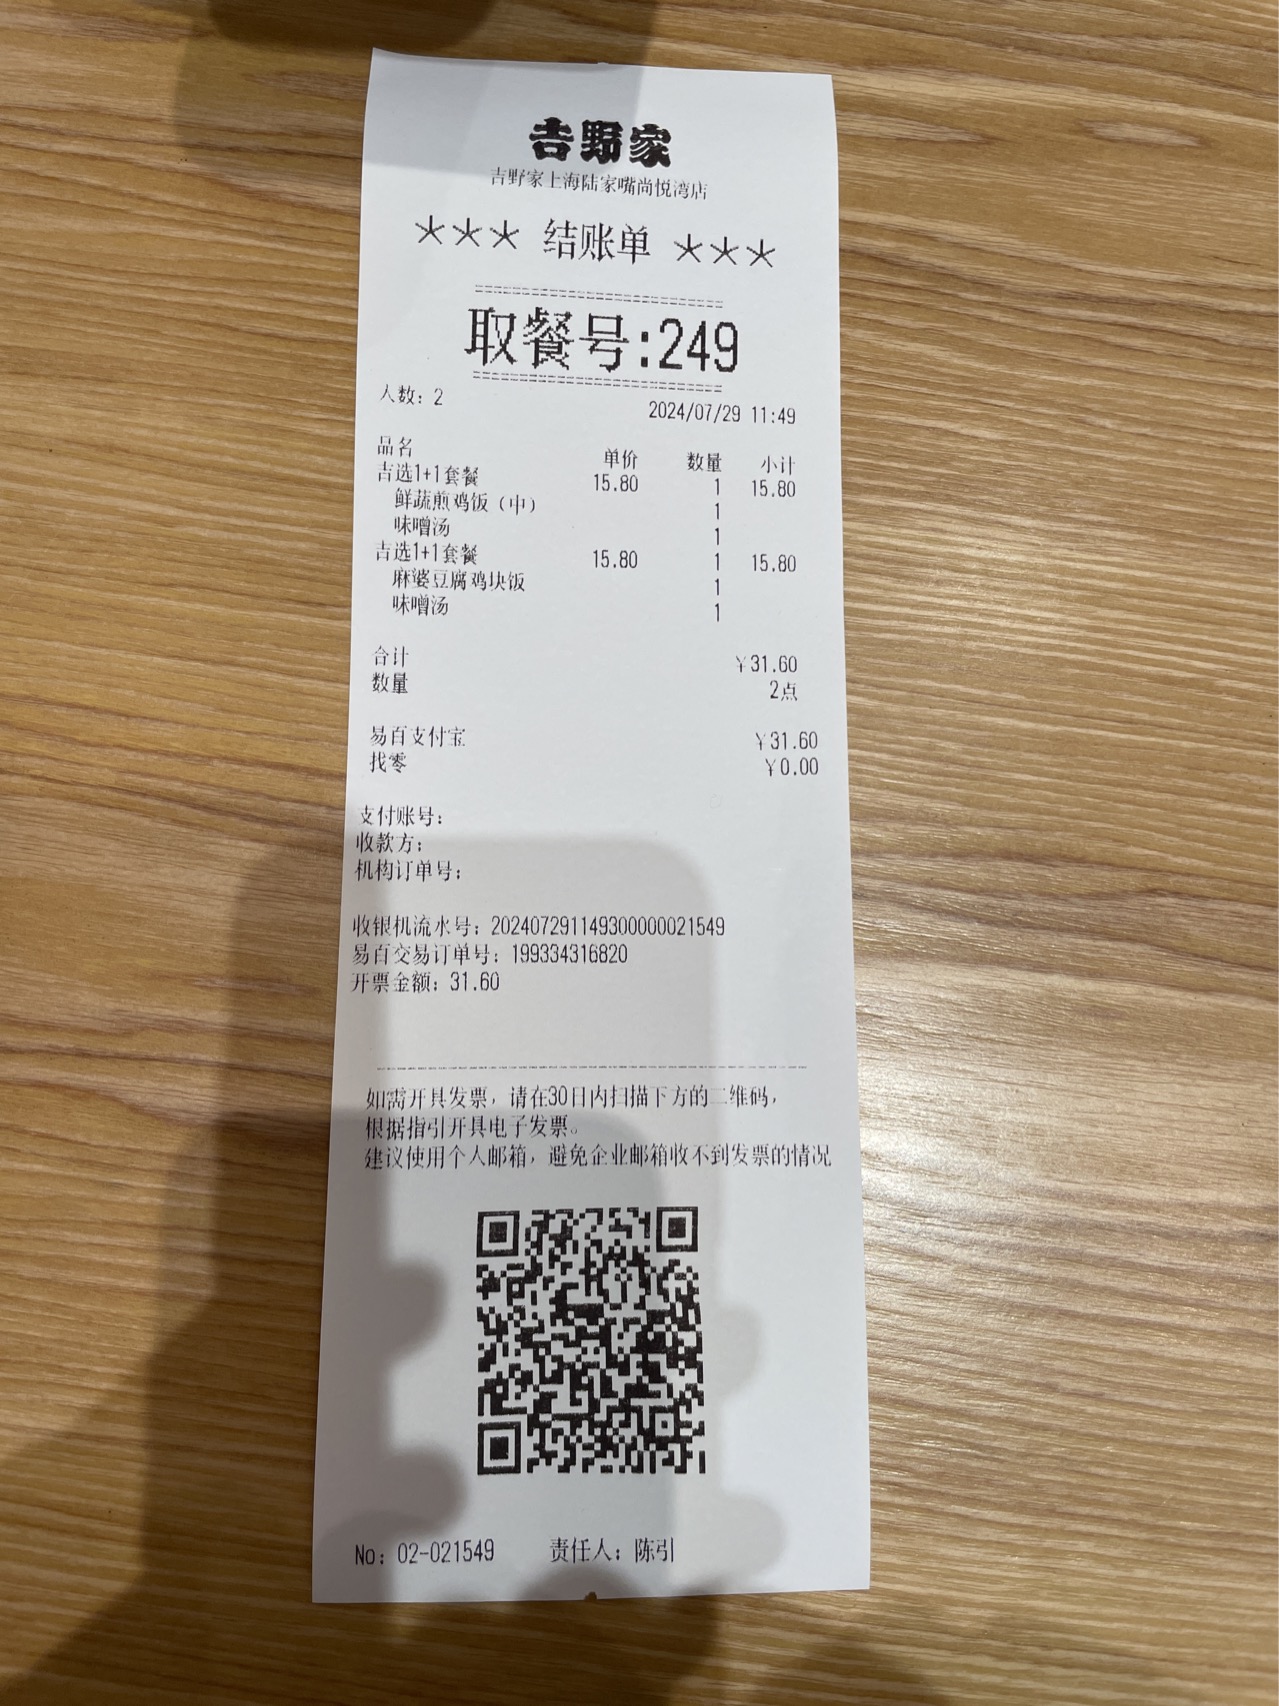 吉野家
吉野家上海陆家嘴尚悦湾店
*** 结账单 ***
取餐号:249
人数: 2
2024/07/29 11:49
品名 单价 数量 小计
吉选1+1套餐 15.80 1 15.80
鲜蔬煎鸡饭(中) 1
味噌汤 1
吉选1+1套餐 15.80 1 15.80
麻婆豆腐鸡块饭 1
味噌汤 1
合计 ¥31.60
数量 2点
易百支付宝 ¥31.60
找零 ¥0.00
支付账号:
收款方:
机构订单号:
收银机流水号: 2024072911493000000​21549
易百交易订单号: 199334316820
开票金额: 31.60
如需开具发票, 请在30日内扫描下方的二维码,
根据指引开具电子发票。
建议使用个人邮箱, 避免企业邮箱收不到发票的情况
No: 02-021549 责任人: 陈引